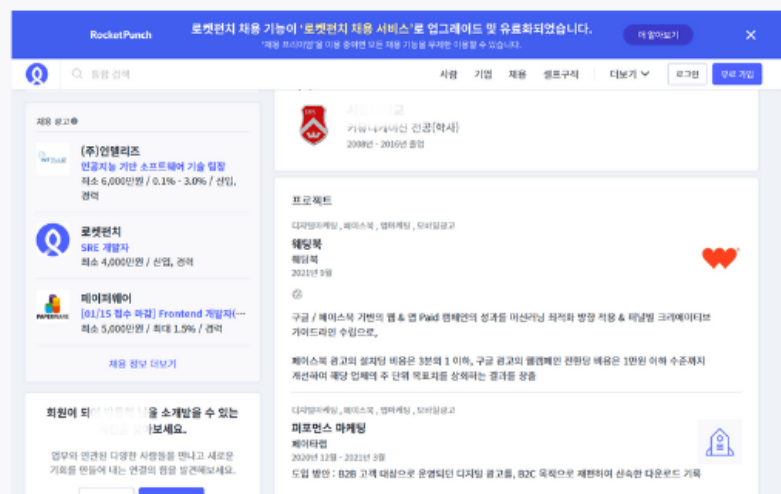 RocketPunch
로켓펀치 채용 기능이 '로켓펀치 채용 서비스'로 업그레이드 및 유료화되었습니다.
'채용 프리미엄'을 이용 중에만 모든 채용 기능을 무제한 이용할 수 있습니다.
더 알아보기
통합 검색
사람
기업
채용
셀프구직
더보기
로그인
무료 가입
채용 광고
(주)인텔리즈
인공지능 기반 소프트웨어 기술 팀장
최소 6,000만원 / 0.1% - 3.0% / 신입,
경력
로켓펀치
SRE 개발자
최소 4,000만원 / 신입, 경력
페이퍼웨어
[01/15 접수 마감] Frontend 개발자(…
최소 5,000만원 / 최대 1.5% / 경력
채용 정보 더보기
회원이 되
을 소개받을 수 있는
보세요.
업무와 연관된 다양한 사람들을 만나고 새로운
기회를 만들어 내는 연결의 힘을 발견해보세요.
전공(학사)
2008년 - 2016년 졸업
프로젝트
디지털마케팅, 페이스북, 앱마케팅, 모바일광고
웨딩북
웨딩북
2021년 9월
구글 / 페이스북 기반의 웹 & 앱 Paid 캠페인의 성과를 머신러닝 최적화 방향 적용 & 채널별 크리에이티브
가이드라인 수립으로,
페이스북 광고의 설치당 비용은 3분의 1 이하, 구글 광고의 웹캠페인 전환당 비용은 1만원 이하 수준까지
개선하여 해당 업체의 주 단위 목표치를 상회하는 결과를 창출
디지털마케팅, 페이스북, 앱마케팅, 모바일광고
퍼포먼스 마케팅
페이타랩
2020년 12월 - 2021년 3월
도입 방안 : B2B 고객 대상으로 운영되던 디지털 광고를, B2C 목적으로 재편하여 신속한 다운로드 기록